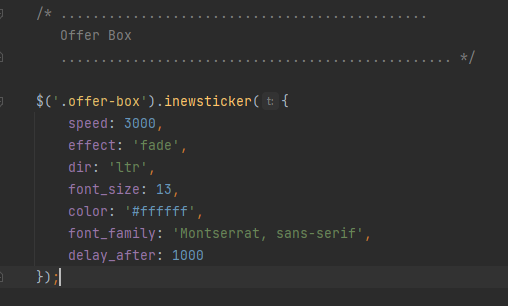 /* .............................................
Offer Box
................................................ */
$('.offer-box').inewsticker( t: {
speed: 3000,
effect: 'fade',
dir: 'ltr',
font_size: 13,
color: '#ffffff',
font_family: 'Montserrat, sans-serif',
delay_after: 1000
});